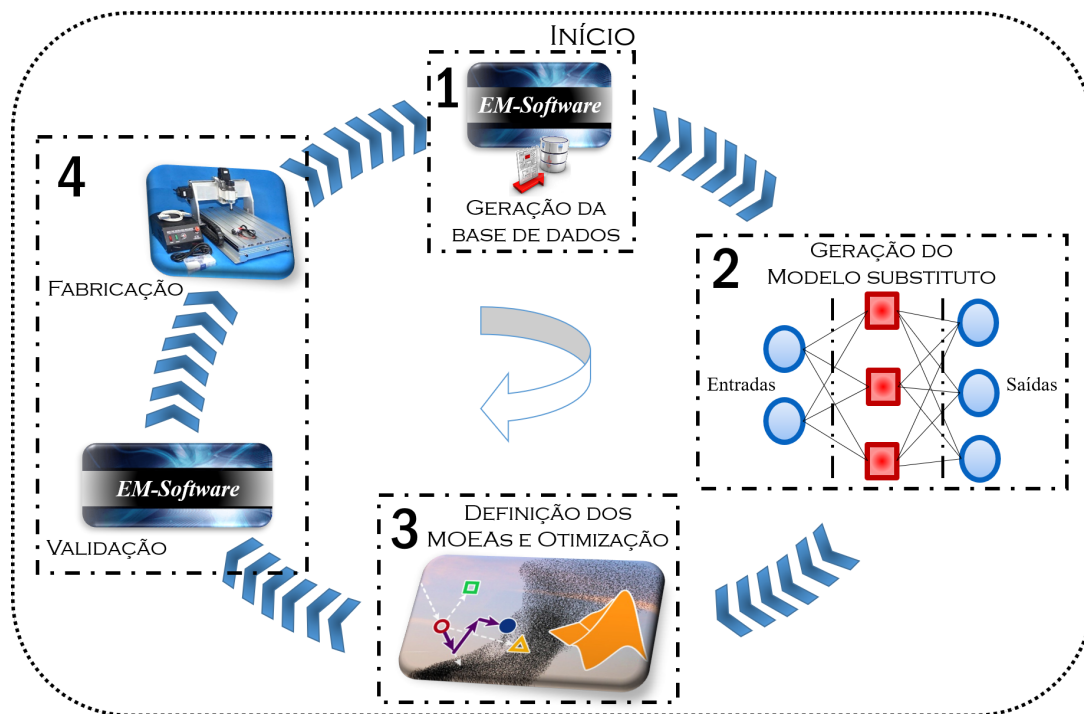 INÍCIO
1
EM-Software
GERAÇÃO DA
BASE DE DADOS
2
GERAÇÃO DO
MODELO SUBSTITUTO
Entradas
Saídas
3
DEFINIÇÃO DOS
MOEAS E OTIMIZAÇÃO
4
FABRICAÇÃO
EM-Software
VALIDAÇÃO